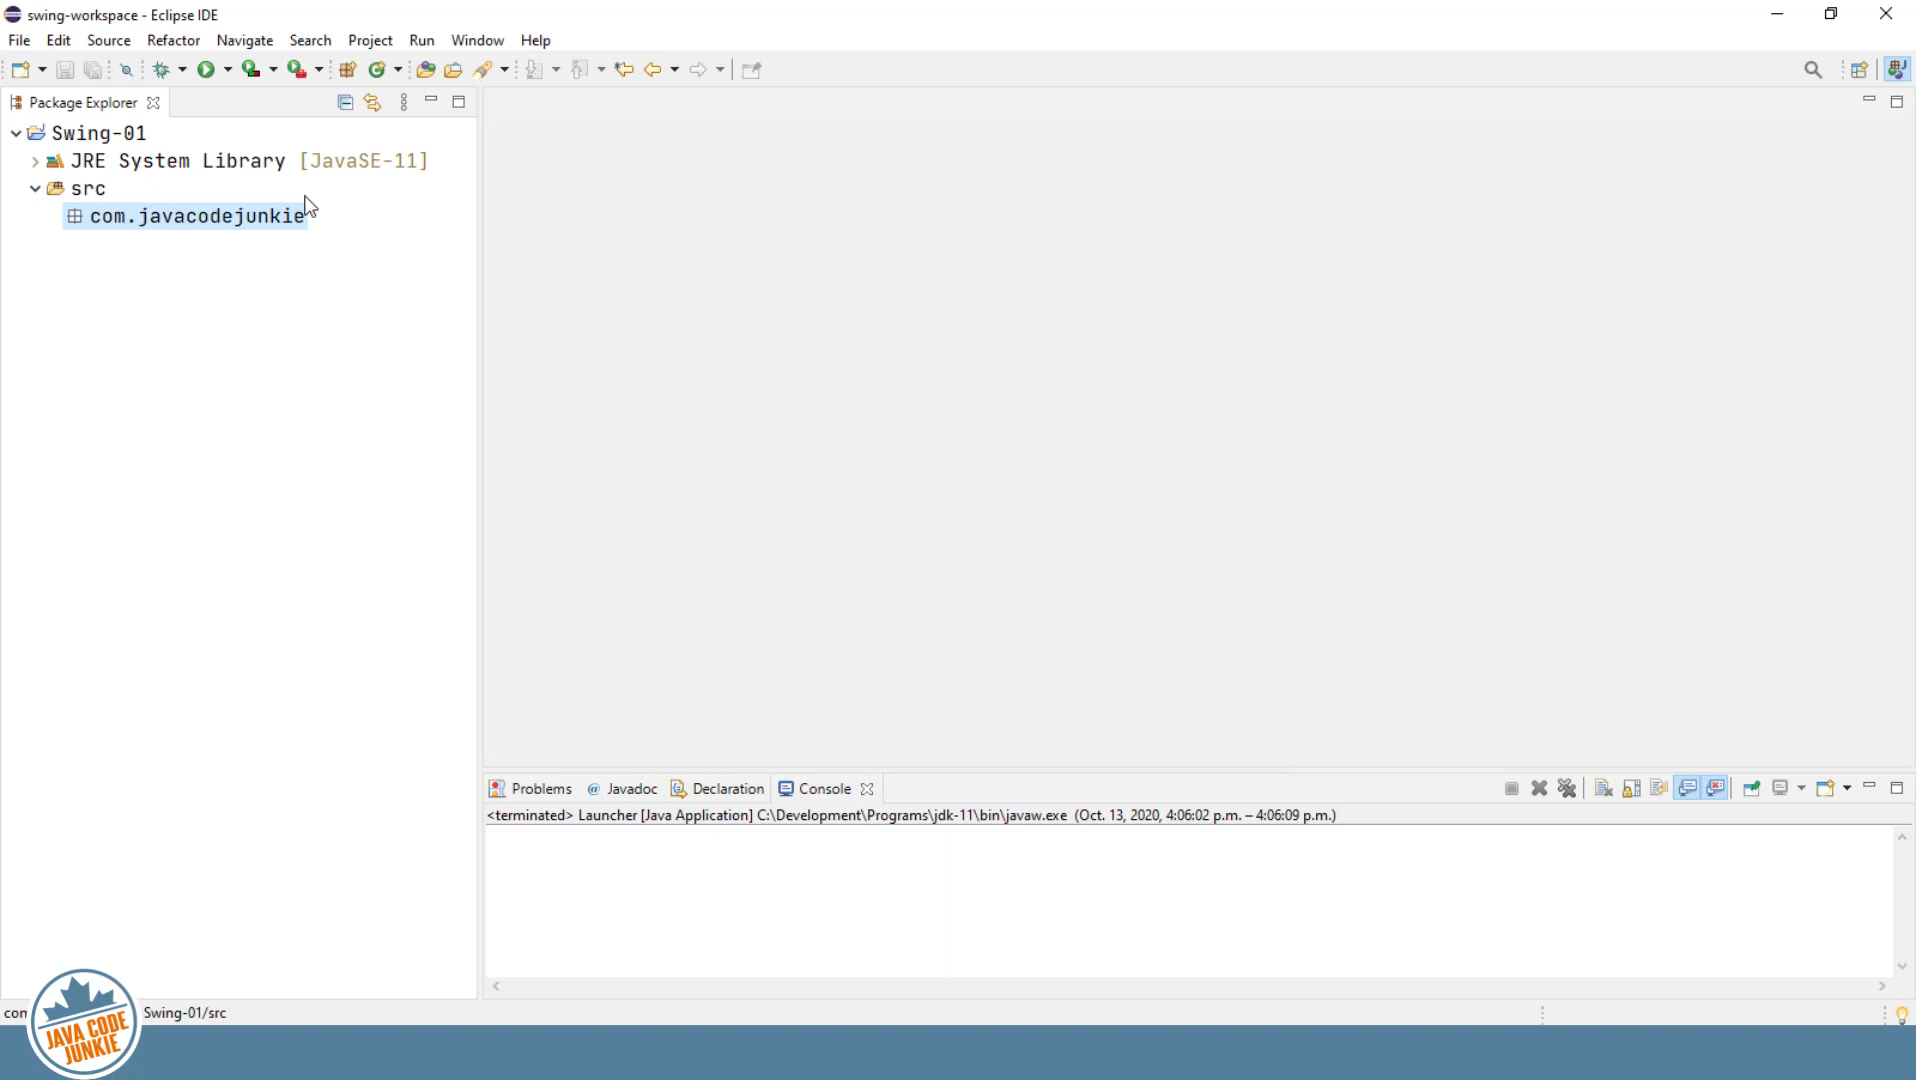 swing-workspace - Eclipse IDE
File Edit Source Refactor Navigate Search Project Run Window Help
Package Explorer
Swing-01
JRE System Library [JavaSE-11]
src
com.javacodejunkie
Problems @ Javadoc Declaration Console
<terminated> Launcher [Java Application] C:\Development\Programs\jdk-11\bin\javaw.exe (Oct. 13, 2020, 4:06:02 p.m. – 4:06:09 p.m.)
con Swing-01/src
JAVA CODE
JUNKIE